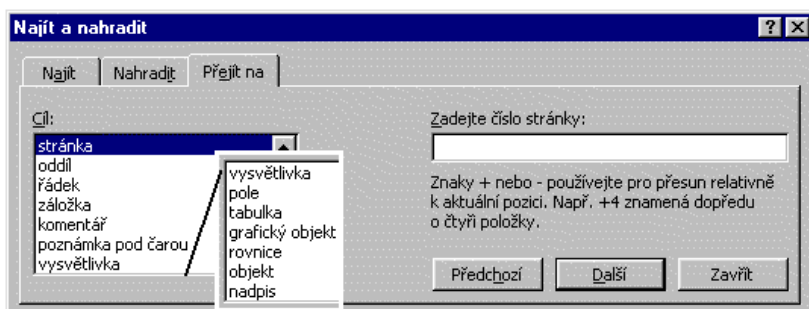 Najít a nahradit
Najít
Nahradit
Přejít na
Cíl:
stránka
oddíl
řádek
záložka
komentář
poznámka pod čarou
vysvětlivka
vysvětlivka
pole
tabulka
grafický objekt
rovnice
objekt
nadpis
Zadejte číslo stránky:
Znaky + nebo - používejte pro přesun relativně
k aktuální pozici. Např. +4 znamená dopředu
o čtyři položky.
Předchozí
Další
Zavřít